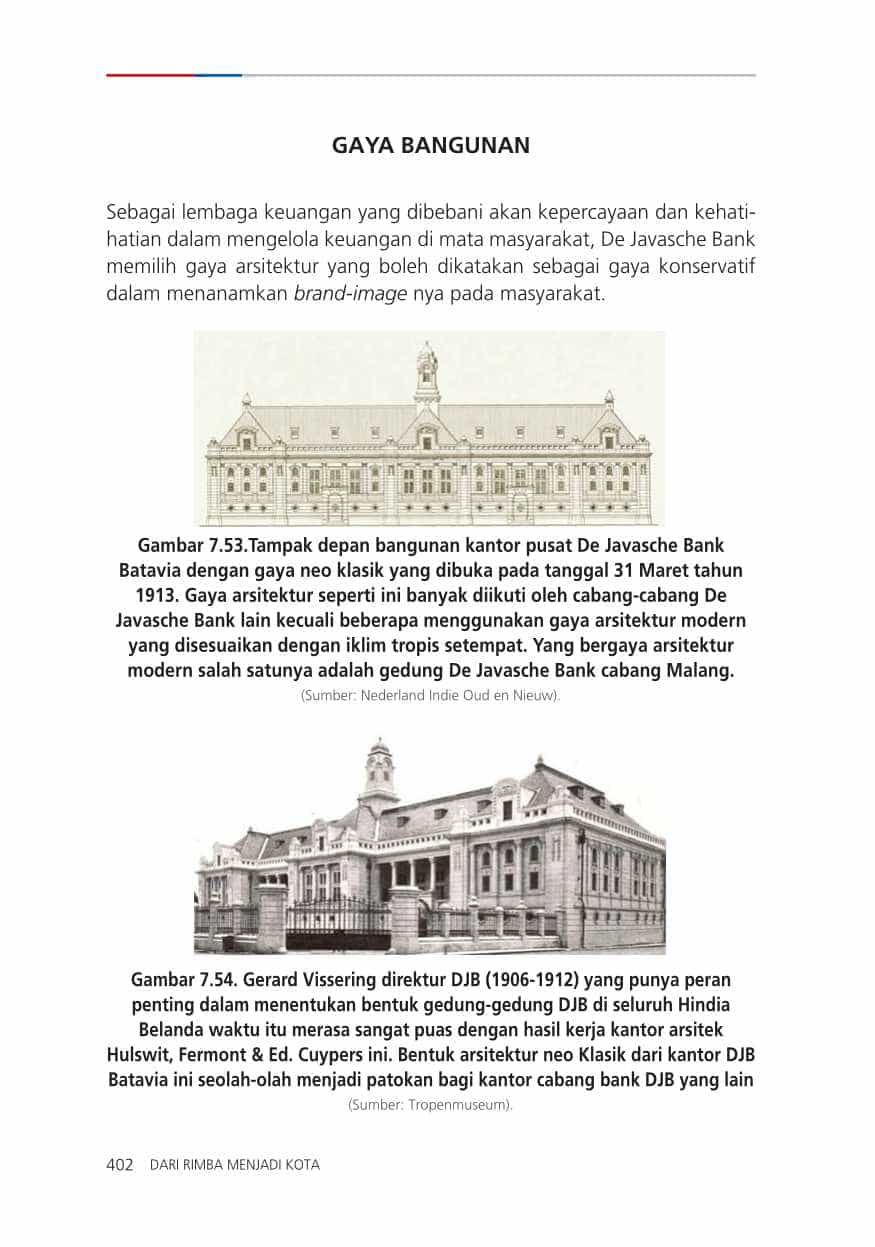 GAYA BANGUNAN
Sebagai lembaga keuangan yang dibebani akan kepercayaan dan kehati-
hatian dalam mengelola keuangan di mata masyarakat, De Javasche Bank
memilih gaya arsitektur yang boleh dikatakan sebagai gaya konservatif
dalam menanamkan brand-image nya pada masyarakat.
Gambar 7.53.Tampak depan bangunan kantor pusat De Javasche Bank
Batavia dengan gaya neo klasik yang dibuka pada tanggal 31 Maret tahun
1913. Gaya arsitektur seperti ini banyak diikuti oleh cabang-cabang De
Javasche Bank lain kecuali beberapa menggunakan gaya arsitektur modern
yang disesuaikan dengan iklim tropis setempat. Yang bergaya arsitektur
modern salah satunya adalah gedung De Javasche Bank cabang Malang.
(Sumber: Nederland Indie Oud en Nieuw).
Gambar 7.54. Gerard Vissering direktur DJB (1906-1912) yang punya peran
penting dalam menentukan bentuk gedung-gedung DJB di seluruh Hindia
Belanda waktu itu merasa sangat puas dengan hasil kerja kantor arsitek
Hulswit, Fermont & Ed. Cuypers ini. Bentuk arsitektur neo Klasik dari kantor DJB
Batavia ini seolah-olah menjadi patokan bagi kantor cabang bank DJB yang lain
(Sumber: Tropenmuseum).
402 DARI RIMBA MENJADI KOTA